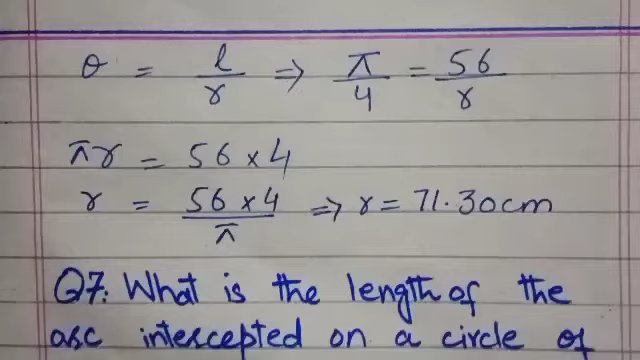 θ = l/r ⇒ π/4 = 56/r
πr = 56 × 4
r = 56 × 4/π ⇒ r = 71.30cm
Q7. What is the length of the
arc intercepted on a circle of